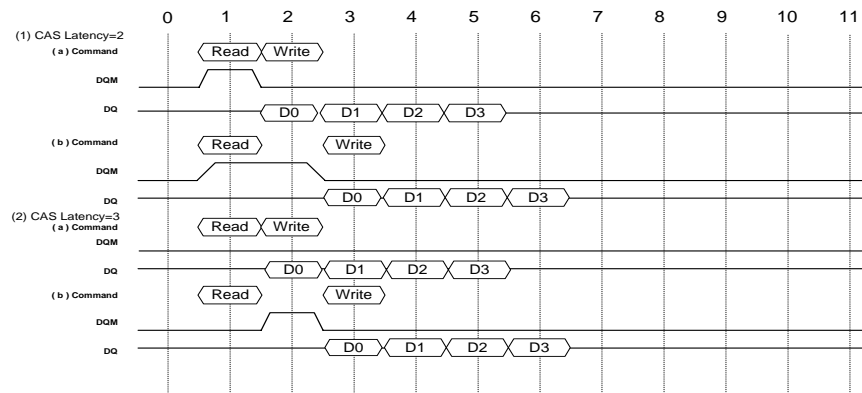 0 1 2 3 4 5 6 7 8 9 10 11
(1) CAS Latency=2
( a ) Command Read Write
DQM
DQ D0 D1 D2 D3
( b ) Command Read Write
DQM
DQ D0 D1 D2 D3
(2) CAS Latency=3
( a ) Command Read Write
DQM
DQ D0 D1 D2 D3
( b ) Command Read Write
DQM
DQ D0 D1 D2 D3